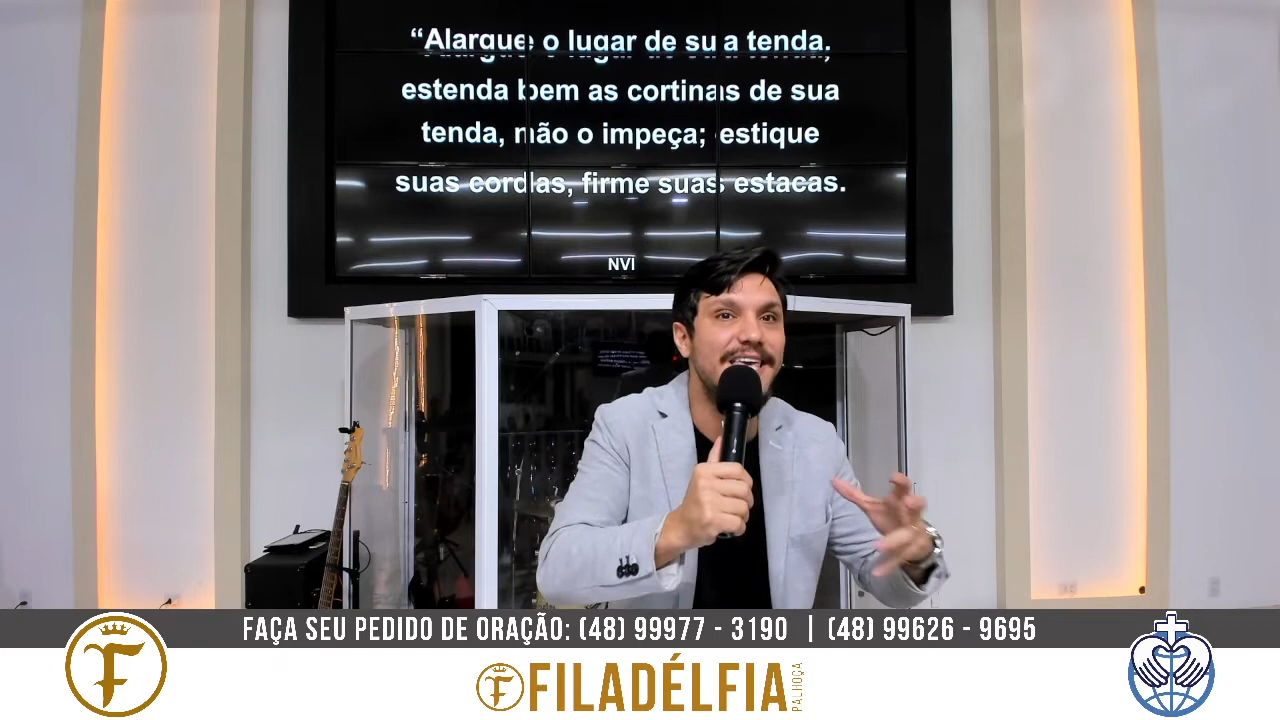 “Alargue o lugar de sua tenda,
estenda bem as cortinas de sua
tenda, não o impeça; estique
suas cordas, firme suas estacas.
NVI
FAÇA SEU PEDIDO DE ORAÇÃO: (48) 99977 - 3190 | (48) 99626 - 9695
F
F FILADÉLFIA PALHOÇA